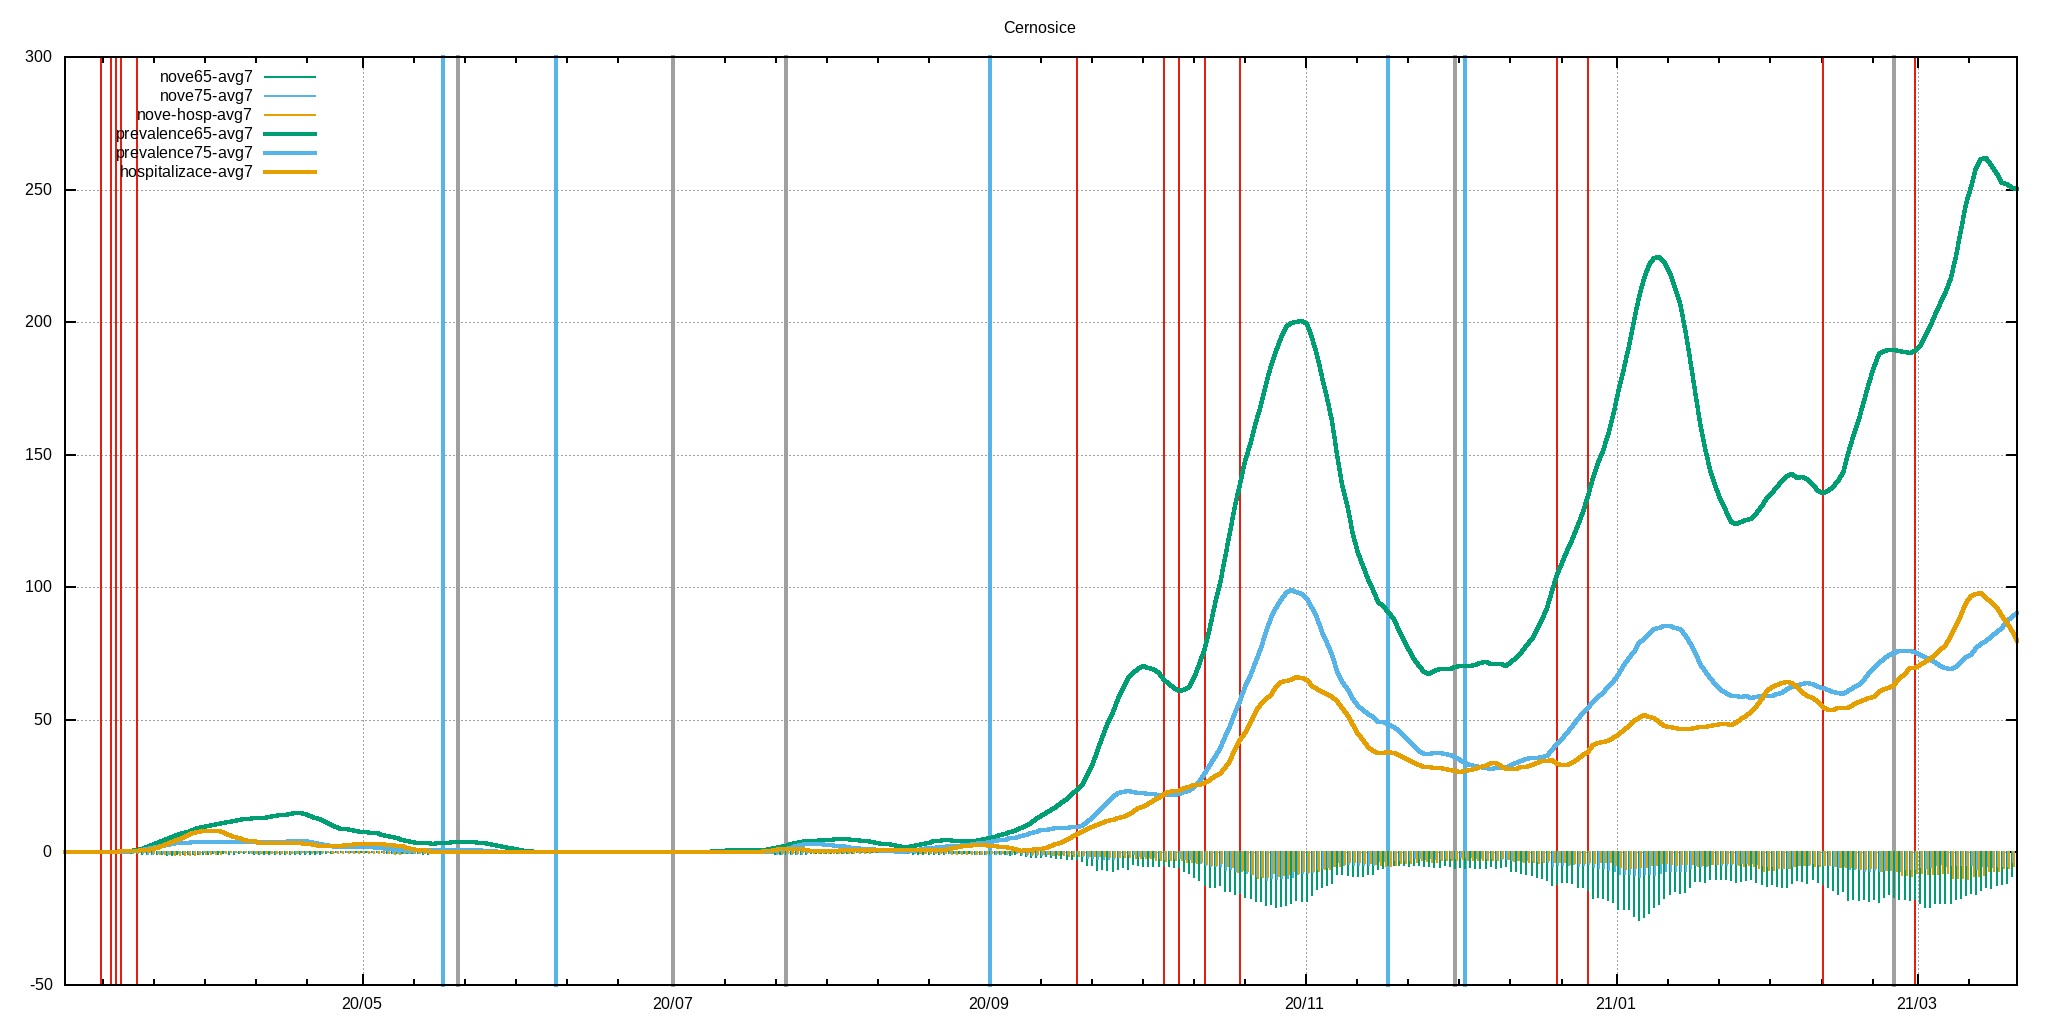 Cernosice
300
250
200
150
100
50
0
-50
nove65-avg7
nove75-avg7
nove-hosp-avg7
prevalence65-avg7
prevalence75-avg7
hospitalizace-avg7
20/05 20/07 20/09 20/11 21/01 21/03